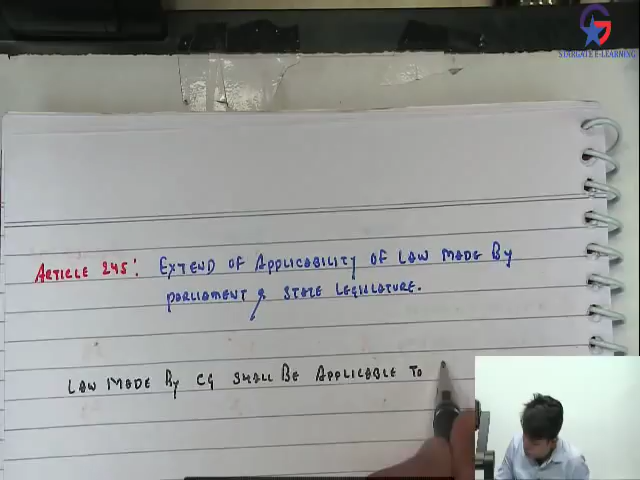 STARGATE E-LEARNING
ARTICLE 245: EXTEND OF APPLICABILITY OF LAW MADE BY
PARLIAMENT & STATE LEGISLATURE.
LAW MADE BY CG SHALL BE APPLICABLE TO